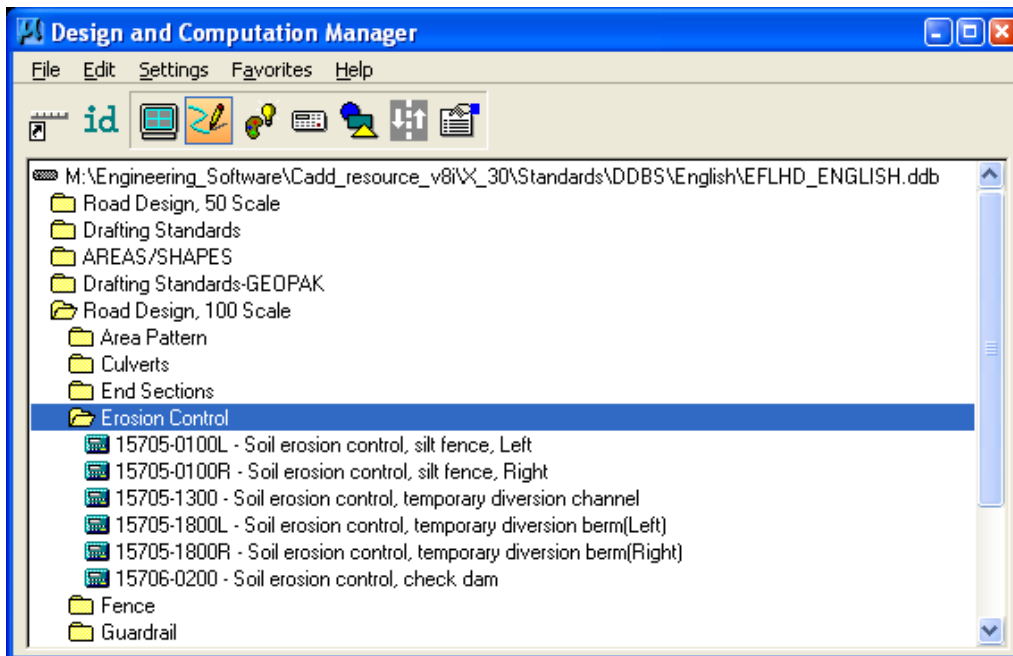 Design and Computation Manager
File Edit Settings Favorites Help
id
M:\Engineering_Software\Cadd_resource_v8i\X_30\Standards\DDBS\English\EFLHD_ENGLISH.ddb
Road Design, 50 Scale
Drafting Standards
AREAS/SHAPES
Drafting Standards-GEOPAK
Road Design, 100 Scale
Area Pattern
Culverts
End Sections
Erosion Control
15705-0100L - Soil erosion control, silt fence, Left
15705-0100R - Soil erosion control, silt fence, Right
15705-1300 - Soil erosion control, temporary diversion channel
15705-1800L - Soil erosion control, temporary diversion berm(Left)
15705-1800R - Soil erosion control, temporary diversion berm(Right)
15706-0200 - Soil erosion control, check dam
Fence
Guardrail